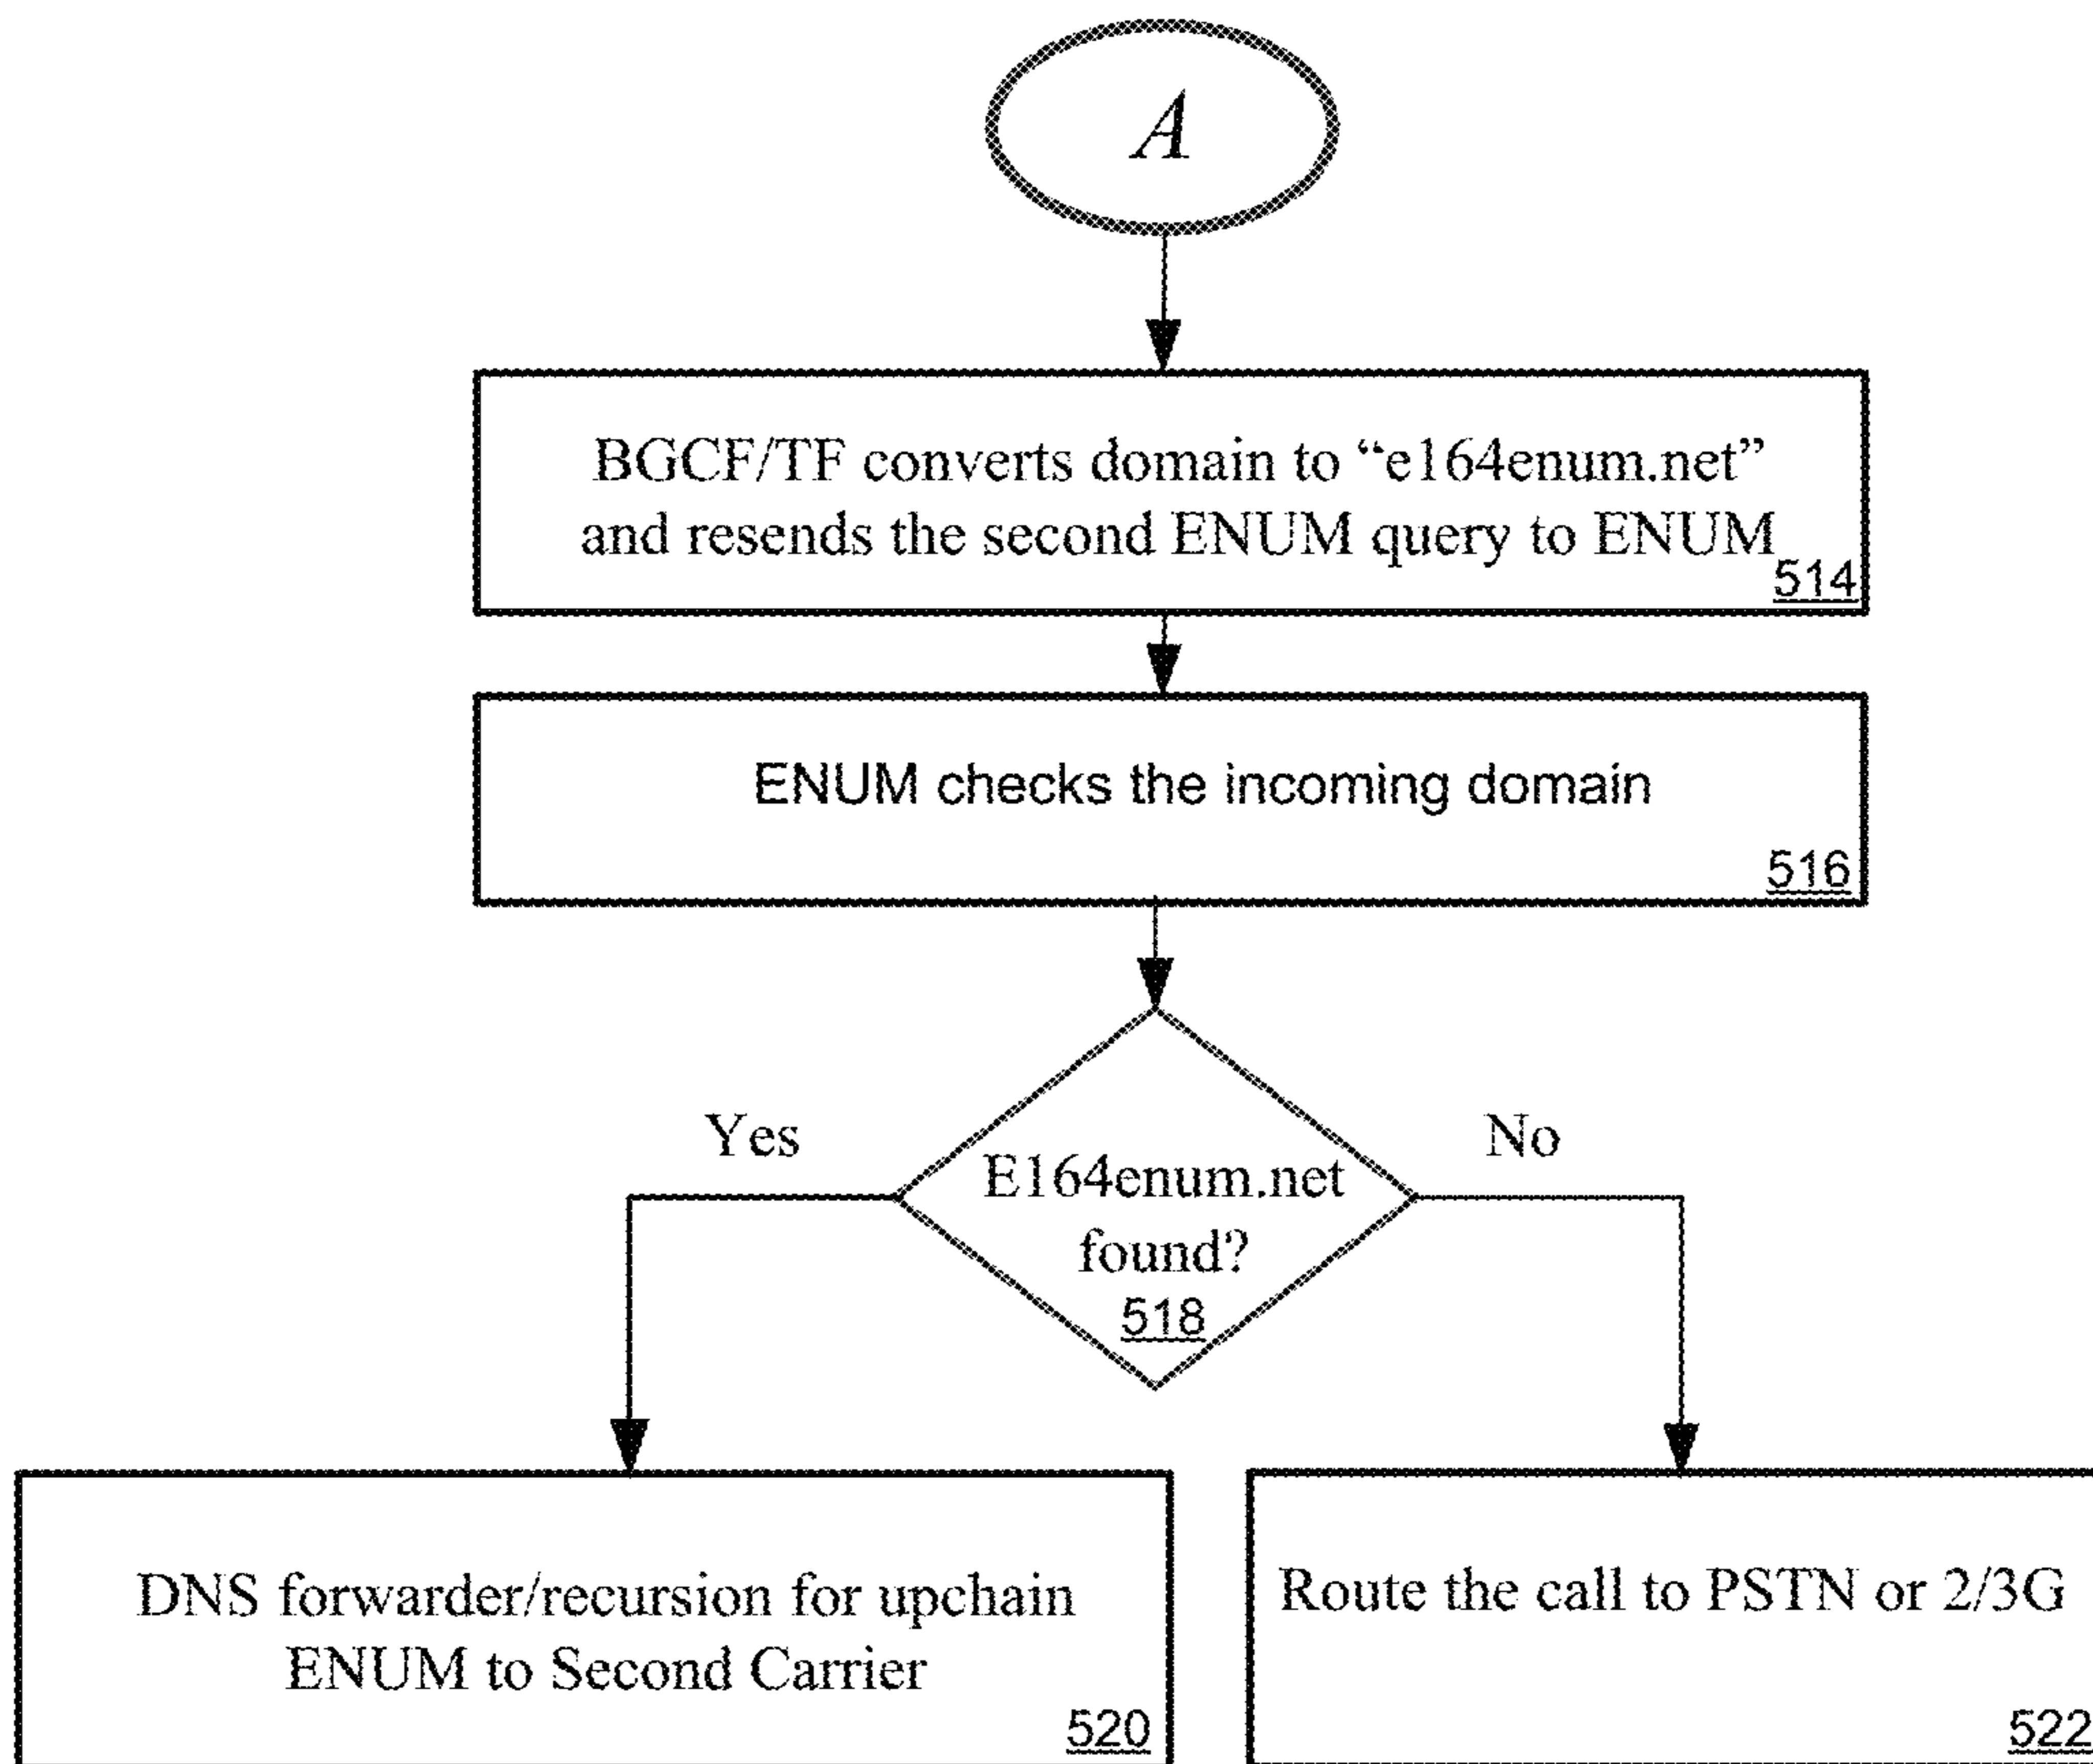 A
BGCF/TF converts domain to “e164enum.net”
and resends the second ENUM query to ENUM
514
ENUM checks the incoming domain
516
Yes
No
E164enum.net
found?
518
DNS forwarder/recursion for upchain
ENUM to Second Carrier
520
Route the call to PSTN or 2/3G
522